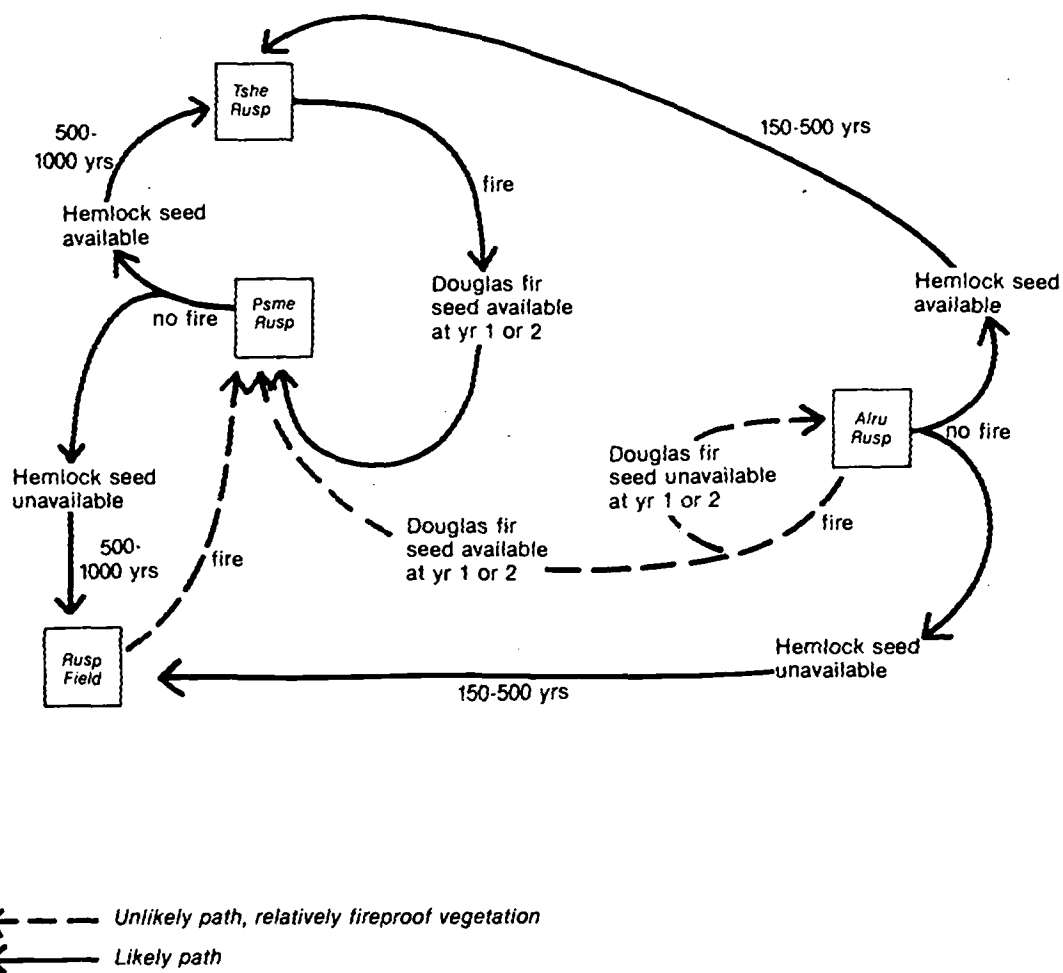 Tshe
Rusp
500-
1000 yrs
150-500 yrs
fire
Hemlock seed
available
Hemlock seed
available
Douglas fir
seed available
at yr 1 or 2
Psme
Rusp
no fire
Alru
Rusp
no fire
Douglas fir
seed unavailable
at yr 1 or 2
Hemlock seed
unavailable
fire
Douglas fir
seed available
at yr 1 or 2
500-
1000 yrs
fire
Rusp
Field
Hemlock seed
unavailable
150-500 yrs
Unlikely path, relatively fireproof vegetation
Likely path